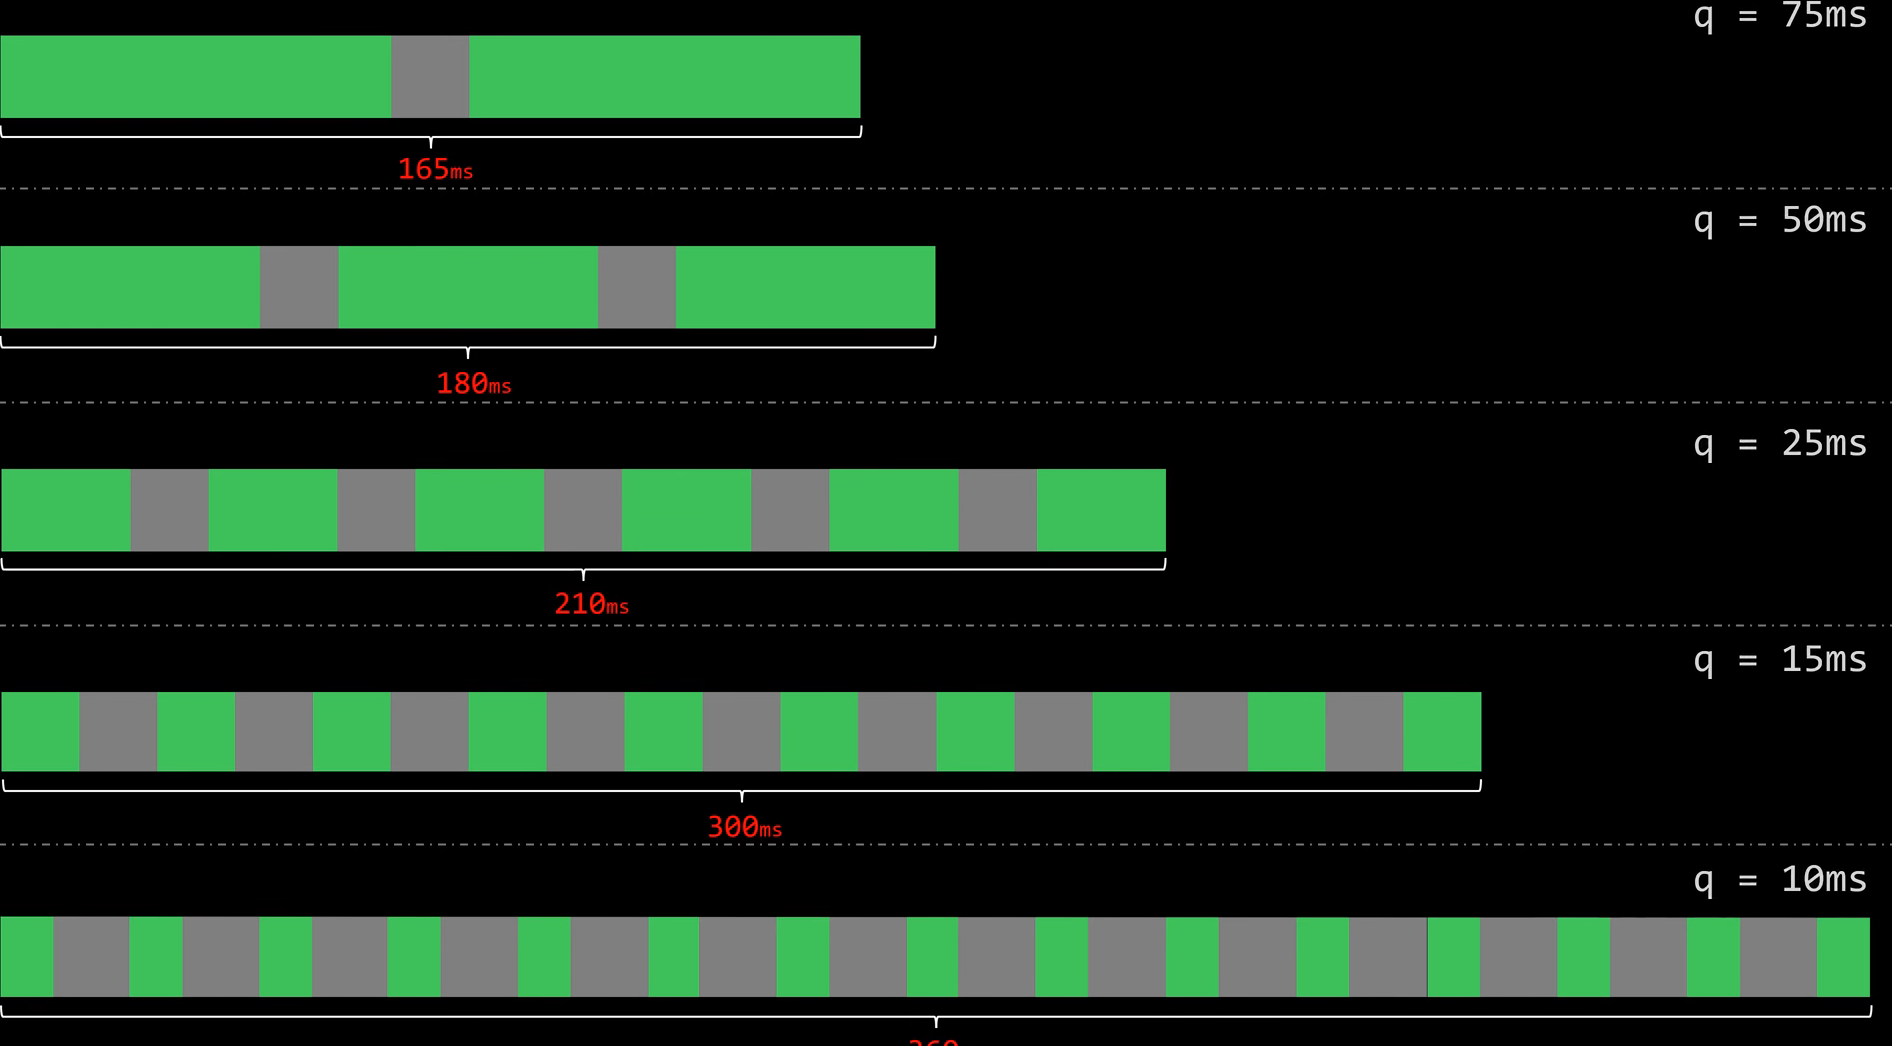 q = 75ms
165ms
q = 50ms
180ms
q = 25ms
210ms
q = 15ms
300ms
q = 10ms